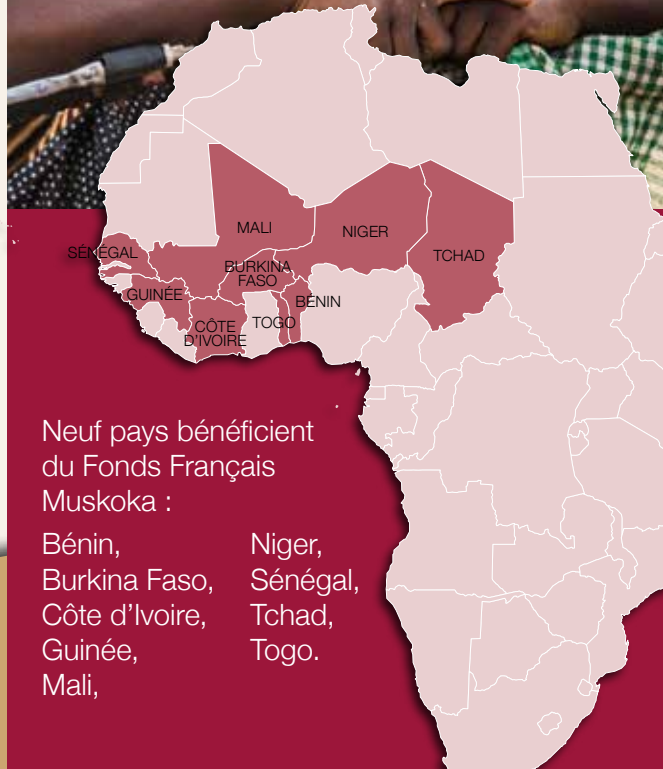 MALI
NIGER
TCHAD
SÉNÉGAL
BURKINA
FASO
GUINÉE
BÉNIN
CÔTE
D'IVOIRE
TOGO
Neuf pays bénéficient
du Fonds Français
Muskoka :
Bénin,
Burkina Faso,
Côte d'Ivoire,
Guinée,
Mali,
Niger,
Sénégal,
Tchad,
Togo.